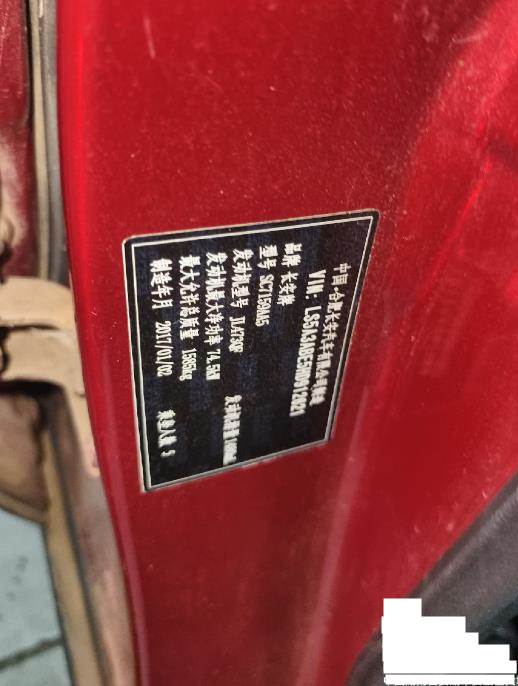 中国·合肥长安汽车有限公司制造
品牌 长安牌
型号 SC7159A5
发动机型号 JL473QF
发动机最大净功率 74.5kW
最大允许总质量 1585kg
制造年月 2017/01/02 乘坐人数 5